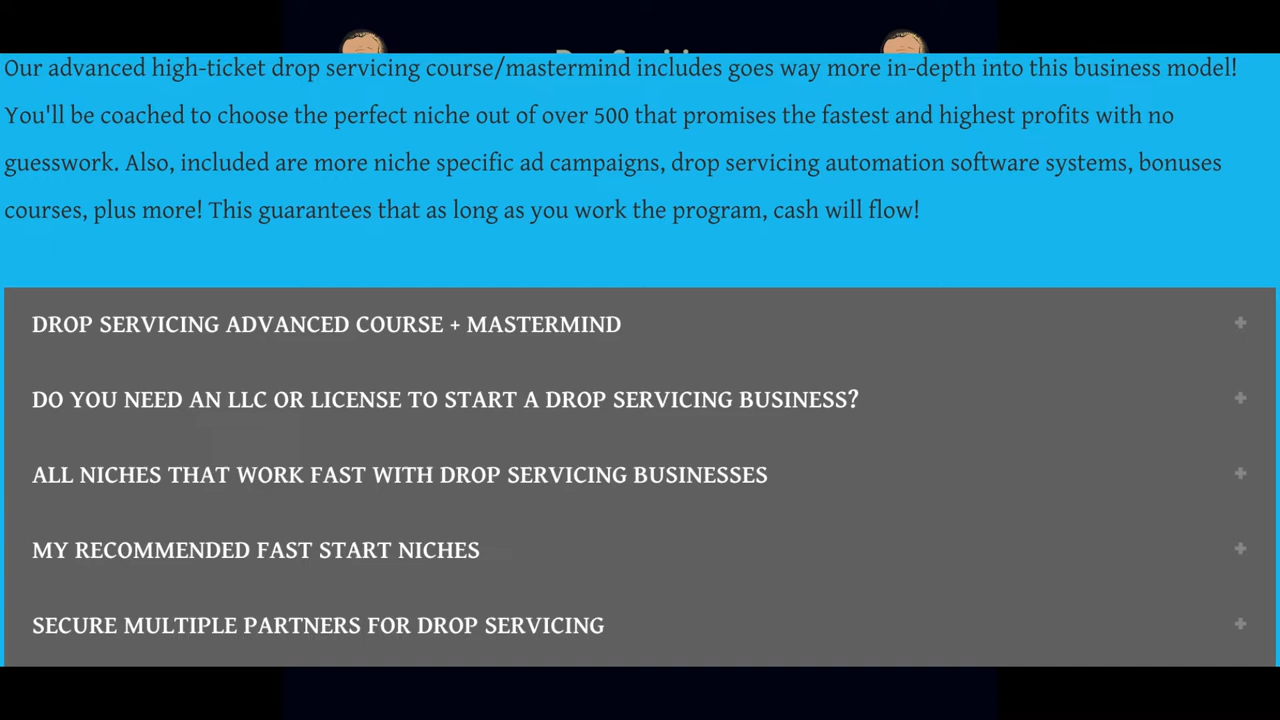 Our advanced high-ticket drop servicing course/mastermind includes goes way more in-depth into this business model!
You'll be coached to choose the perfect niche out of over 500 that promises the fastest and highest profits with no
guesswork. Also, included are more niche specific ad campaigns, drop servicing automation software systems, bonuses
courses, plus more! This guarantees that as long as you work the program, cash will flow!
DROP SERVICING ADVANCED COURSE + MASTERMIND
DO YOU NEED AN LLC OR LICENSE TO START A DROP SERVICING BUSINESS?
ALL NICHES THAT WORK FAST WITH DROP SERVICING BUSINESSES
MY RECOMMENDED FAST START NICHES
SECURE MULTIPLE PARTNERS FOR DROP SERVICING